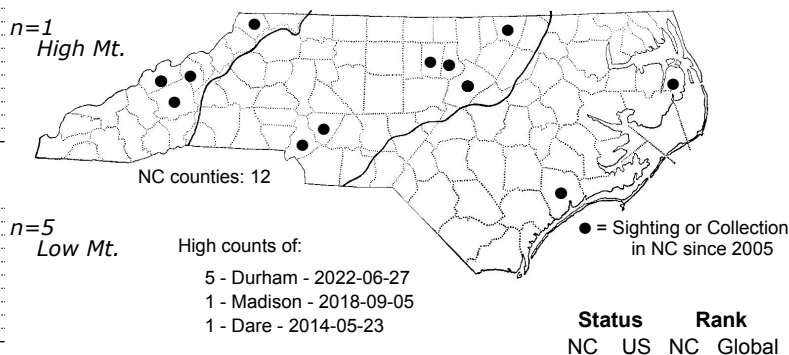 n=1
High Mt.
NC counties: 12
n=5
Low Mt.
High counts of:
5 - Durham - 2022-06-27
1 - Madison - 2018-09-05
1 - Dare - 2014-05-23
● = Sighting or Collection
in NC since 2005
Status Rank
NC US NC Global